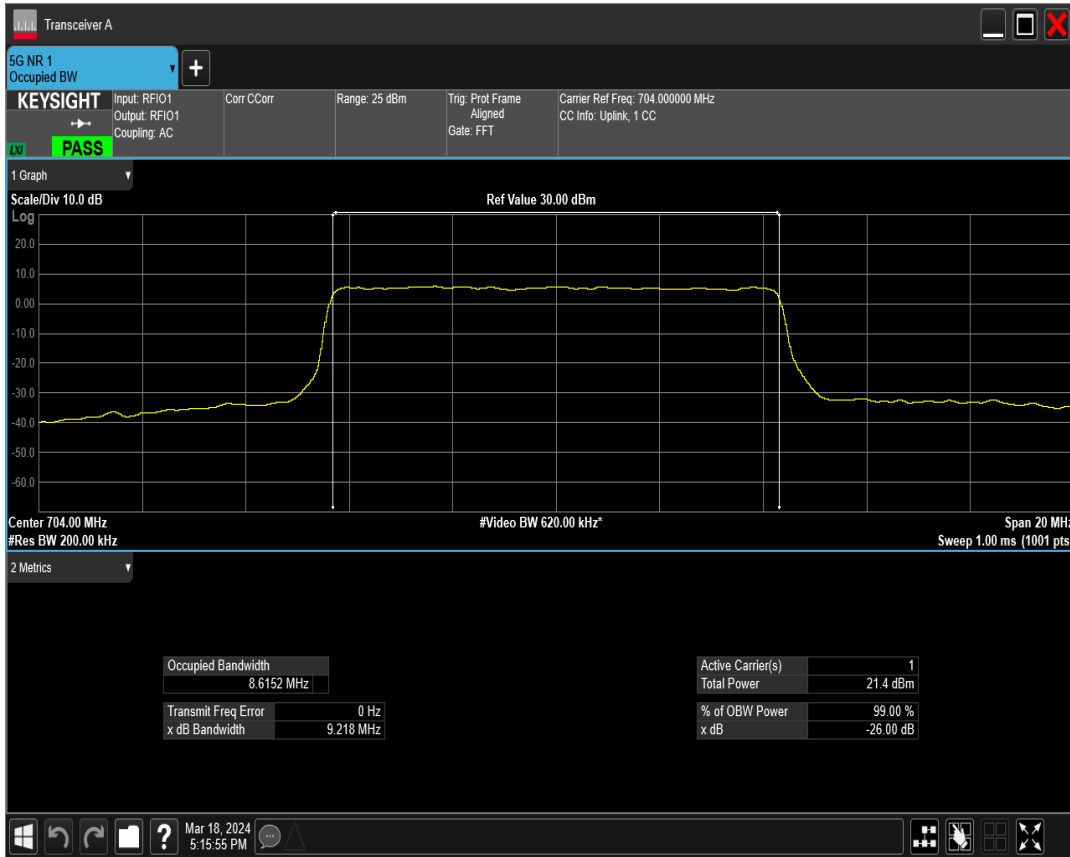 Transceiver A
5G NR 1
Occupied BW
+
KEYSIGHT
LXI
PASS
Input: RFIO1
Output: RFIO1
Coupling: AC
Corr CCorr
Range: 25 dBm
Trig: Prot Frame
Aligned
Gate: FFT
Carrier Ref Freq: 704.000000 MHz
CC Info: Uplink, 1 CC
1 Graph
Scale/Div 10.0 dB
Ref Value 30.00 dBm
Log
20.0
10.0
0.00
-10.0
-20.0
-30.0
-40.0
-50.0
-60.0
Center 704.00 MHz
#Video BW 620.00 kHz*
Span 20 MHz
#Res BW 200.00 kHz
Sweep 1.00 ms (1001 pts
2 Metrics
Occupied Bandwidth
8.6152 MHz
Transmit Freq Error 0 Hz
x dB Bandwidth 9.218 MHz
Active Carrier(s) 1
Total Power 21.4 dBm
% of OBW Power 99.00 %
x dB -26.00 dB
?
Mar 18, 2024
5:15:55 PM